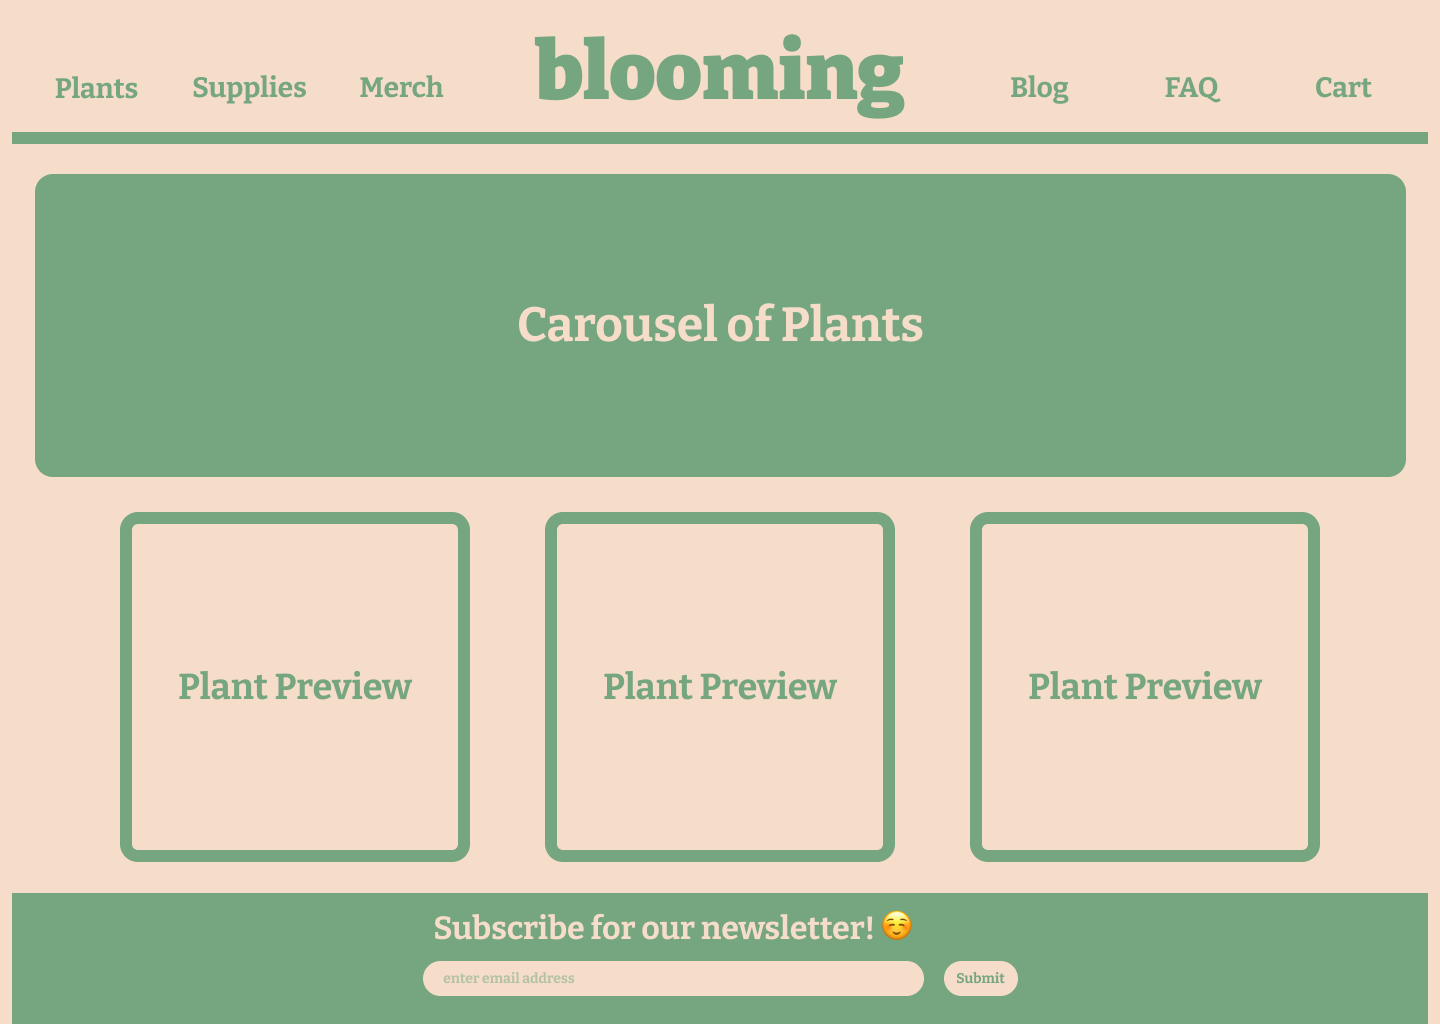 Plants Supplies Merch blooming Blog FAQ Cart
Carousel of Plants
Plant Preview Plant Preview Plant Preview
Subscribe for our newsletter! ☺️
enter email address Submit